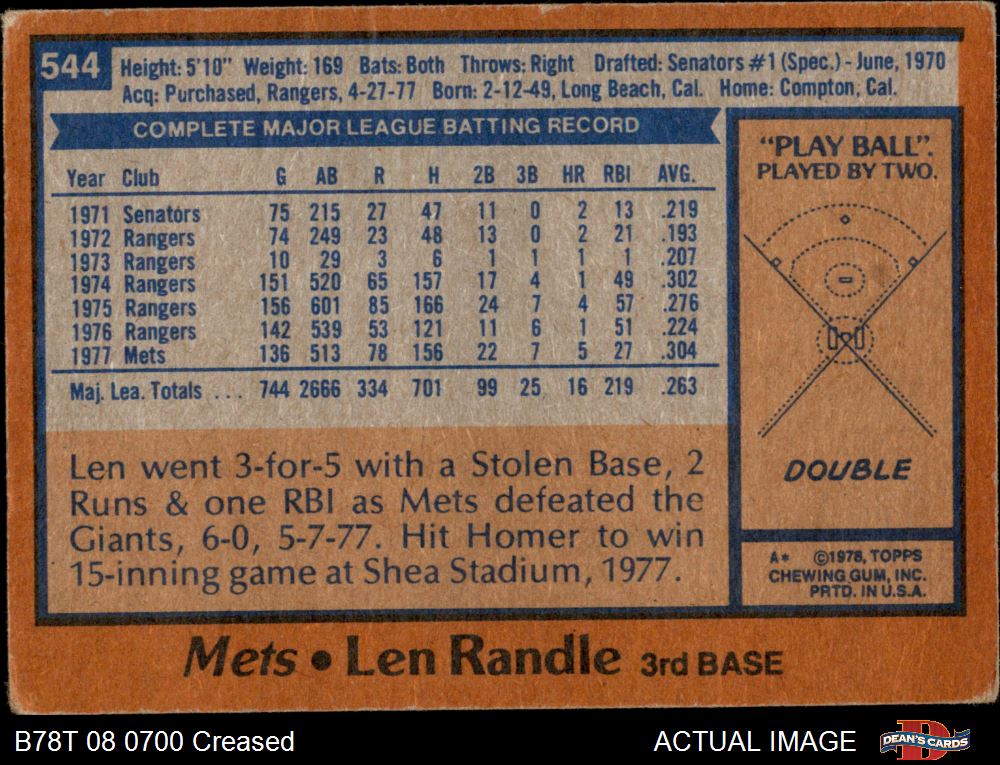 544
Height: 5'10" Weight: 169 Bats: Both Throws: Right Drafted: Senators #1 (Spec.) - June, 1970
Acq: Purchased, Rangers, 4-27-77 Born: 2-12-49, Long Beach, Cal. Home: Compton, Cal.
COMPLETE MAJOR LEAGUE BATTING RECORD
Year Club G AB R H 2B 3B HR RBI AVG.
1971 Senators 75 215 27 47 11 0 2 13 .219
1972 Rangers 74 249 23 48 13 0 2 21 .193
1973 Rangers 10 29 3 6 1 1 1 1 .207
1974 Rangers 151 520 65 157 17 4 1 49 .302
1975 Rangers 156 601 85 166 24 7 4 57 .276
1976 Rangers 142 539 53 121 11 6 1 51 .224
1977 Mets 136 513 78 156 22 7 5 27 .304
Maj. Lea. Totals ... 744 2666 334 701 99 25 16 219 .263
Len went 3-for-5 with a Stolen Base, 2
Runs & one RBI as Mets defeated the
Giants, 6-0, 5-7-77. Hit Homer to win
15-inning game at Shea Stadium, 1977.
"PLAY BALL".
PLAYED BY TWO.
DOUBLE
A* ©1978, TOPPS
CHEWING GUM, INC.
PRTD. IN U.S.A.
Mets • Len Randle 3rd BASE
B78T 08 0700 Creased
ACTUAL IMAGE
DEAN'S CARDS